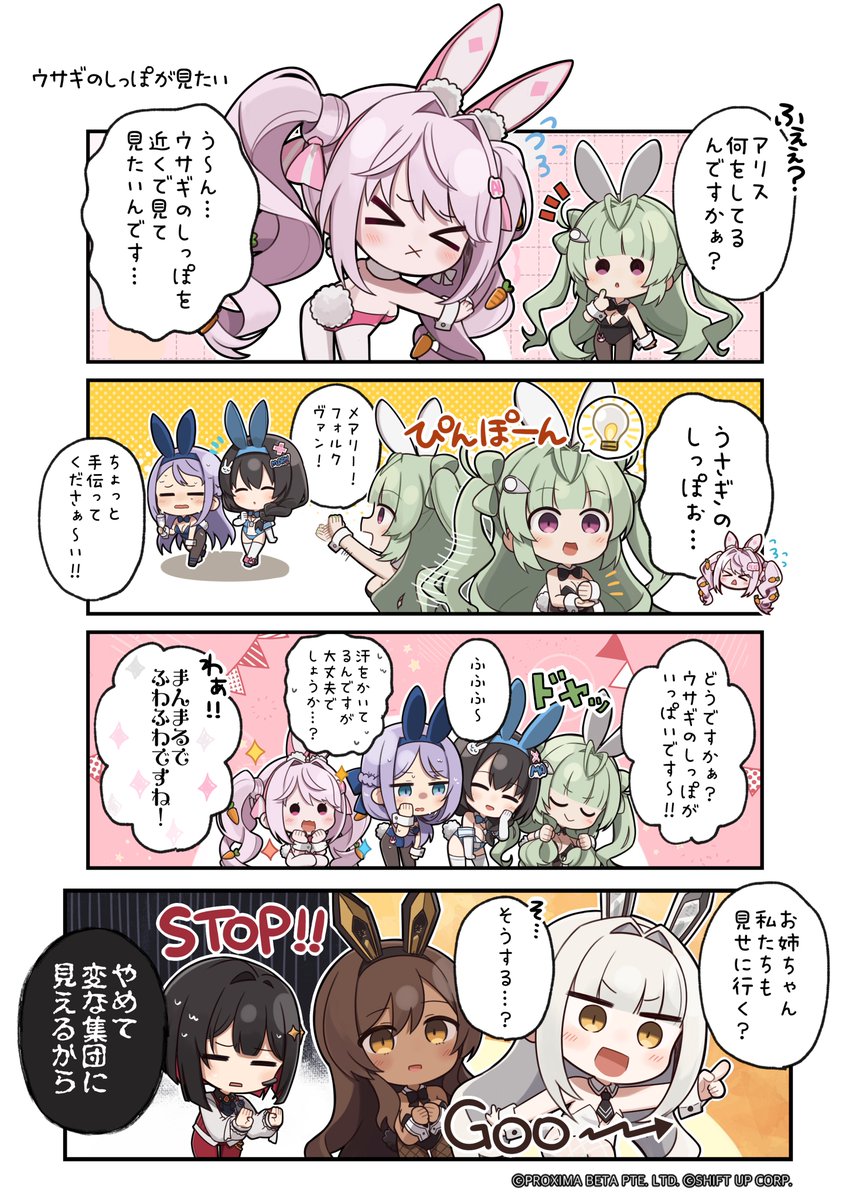 ウサギのしっぽが見たい
ふえぇ?
アリス
何をしてる
んですかぁ?
うっうっ
う〜ん…
ウサギのしっぽを
近くで見て
見たいんです…
うさぎの
しっぽぉ…
うっうっ
ぴんぽーん
メアリー!
フォルク
ヴァン!
ちょっと
手伝って
くださぁ〜い!!
どうですかぁ?
ウサギのしっぽが
いっぱいです〜!!
ドヤッ
ふふふ〜
汗をかいて
るんですが
大丈夫で
しょうか…?
わぁ!!
まんまるで
ふわふわですね!
お姉ちゃん
私たちも
見せに行く?
そ…
そうする…?
GOO
STOP!!
やめて
変な集団に
見えるから
©PROXIMA BETA PTE. LTD. ©SHIFT UP CORP.